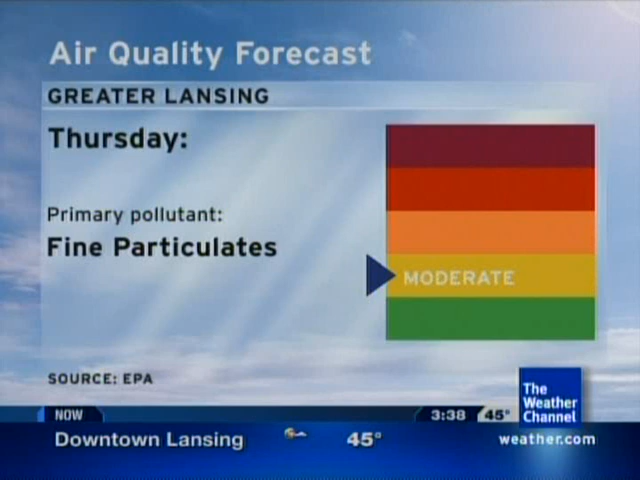 Air Quality Forecast
GREATER LANSING
Thursday:
Primary pollutant:
Fine Particulates
MODERATE
SOURCE: EPA
The
Weather
Channel
NOW
3:38 45°
Downtown Lansing 45° weather.com